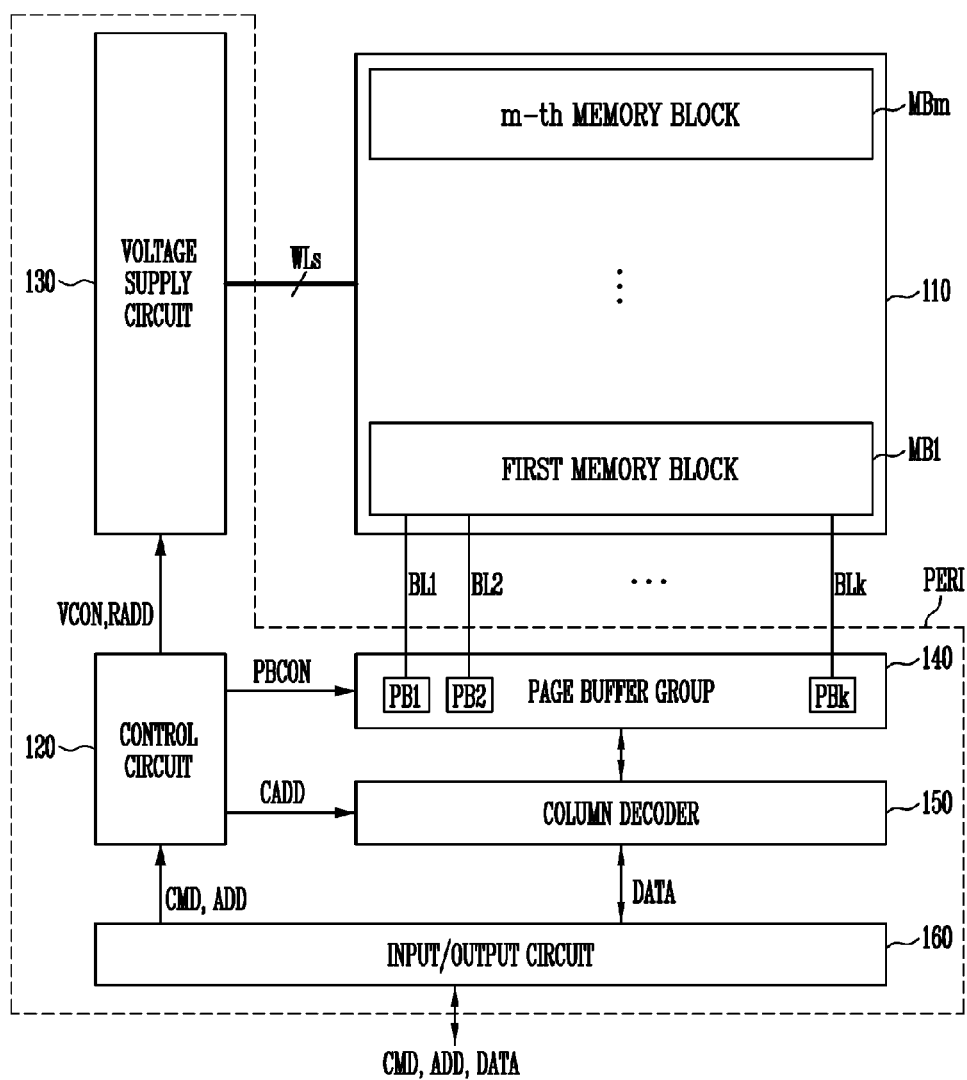 m-th MEMORY BLOCK
MBm
VOLTAGE
SUPPLY
CIRCUIT
130
WLs
110
FIRST MEMORY BLOCK
MB1
BL1
BL2
BLk
PERI
VCON,RADD
PBCON
PB1
PB2
PAGE BUFFER GROUP
PBk
140
120
CONTROL
CIRCUIT
CADD
COLUMN DECODER
150
CMD, ADD
DATA
INPUT/OUTPUT CIRCUIT
160
CMD, ADD, DATA